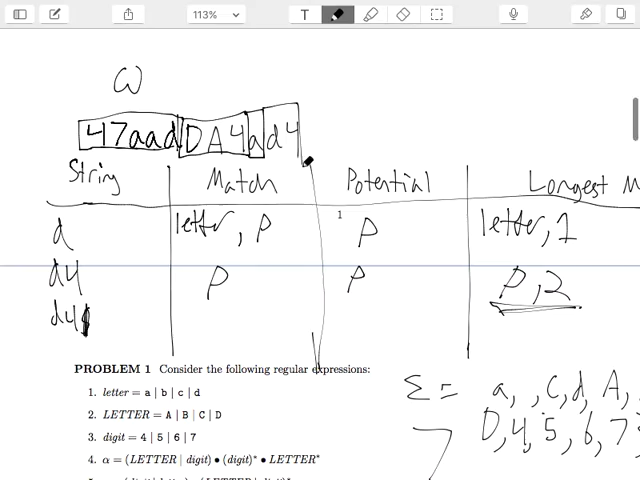 113%
T
ω
47aadDA4ad4
String Match Potential Longest M
d letter, P 1 P letter, 1
d4 P P P, 2
d4
PROBLEM 1 Consider the following regular expressions:
1. letter = a | b | c | d
2. LETTER = A | B | C | D
3. digit = 4 | 5 | 6 | 7
4. α = (LETTER | digit) • (digit)* • LETTER*
Σ = a, , C, d, A,
D, 4, 5, 6, 7